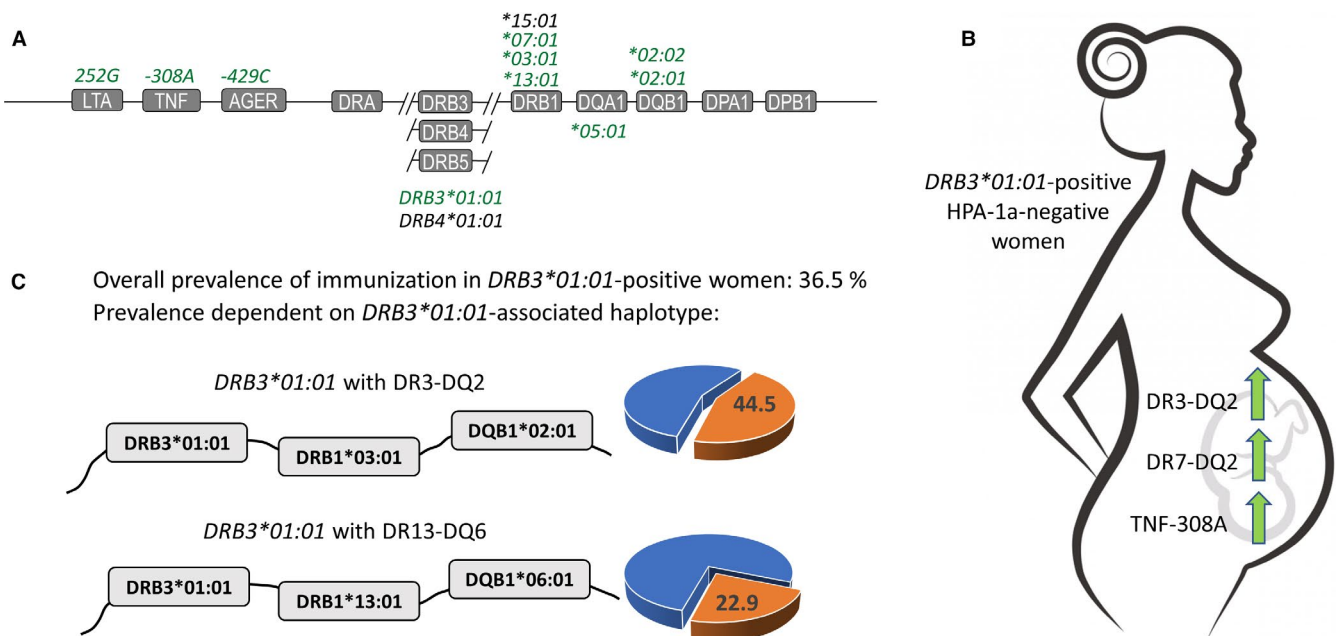 A
*15:01
*07:01
*03:01
*13:01
*02:02
*02:01
252G
-308A
-429C
LTA
TNF
AGER
DRA
DRB3
DRB1
DQA1
DQB1
DPA1
DPB1
DRB4
*05:01
DRB5
DRB3*01:01
DRB4*01:01
B
DRB3*01:01-positive
HPA-1a-negative
women
DR3-DQ2
DR7-DQ2
TNF-308A
C
Overall prevalence of immunization in DRB3*01:01-positive women: 36.5 %
Prevalence dependent on DRB3*01:01-associated haplotype:
DRB3*01:01 with DR3-DQ2
DRB3*01:01
DRB1*03:01
DQB1*02:01
44.5
DRB3*01:01 with DR13-DQ6
DRB3*01:01
DRB1*13:01
DQB1*06:01
22.9